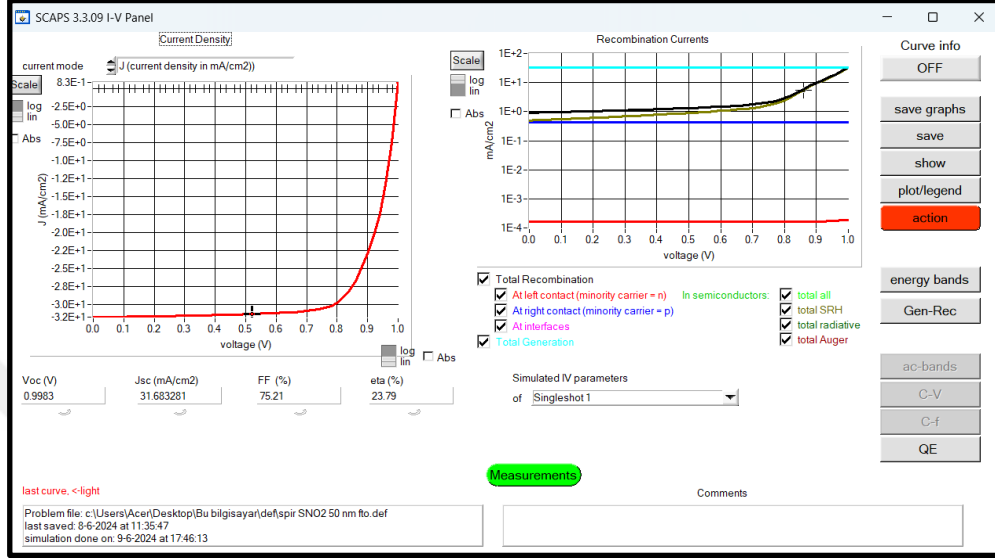 SCAPS 3.3.09 I-V Panel
Current Density
current mode
J (current density in mA/cm2))
Scale
log
lin
Abs
8.3E-1
-2.5E+0
-5.0E+0
-7.5E+0
-1.0E+1
-1.2E+1
-1.5E+1
-1.8E+1
-2.0E+1
-2.2E+1
-2.5E+1
-2.8E+1
-3.0E+1
-3.2E+1
J (mA/cm2)
0.0 0.1 0.2 0.3 0.4 0.5 0.6 0.7 0.8 0.9 1.0
voltage (V)
log
lin
Abs
Voc (V) Jsc (mA/cm2) FF (%) eta (%)
0.9983 31.683281 75.21 23.79
last curve, <-light
Problem file: c:\Users\Acer\Desktop\Bu bilgisayar\def\spir SNO2 50 nm fto.def
last saved: 8-6-2024 at 11:35:47
simulation done on: 9-6-2024 at 17:46:13
Recombination Currents
Scale
log
lin
Abs
1E+2
1E+1
1E+0
1E-1
1E-2
1E-3
1E-4
mA/cm2
0.0 0.1 0.2 0.3 0.4 0.5 0.6 0.7 0.8 0.9 1.0
voltage (V)
Total Recombination
At left contact (minority carrier = n)
At right contact (minority carrier = p)
At interfaces
Total Generation
In semiconductors:
total all
total SRH
total radiative
total Auger
Simulated IV parameters
of Singleshot 1
Measurements
Comments
Curve info
OFF
save graphs
save
show
plot/legend
action
energy bands
Gen-Rec
ac-bands
C-V
C-f
QE